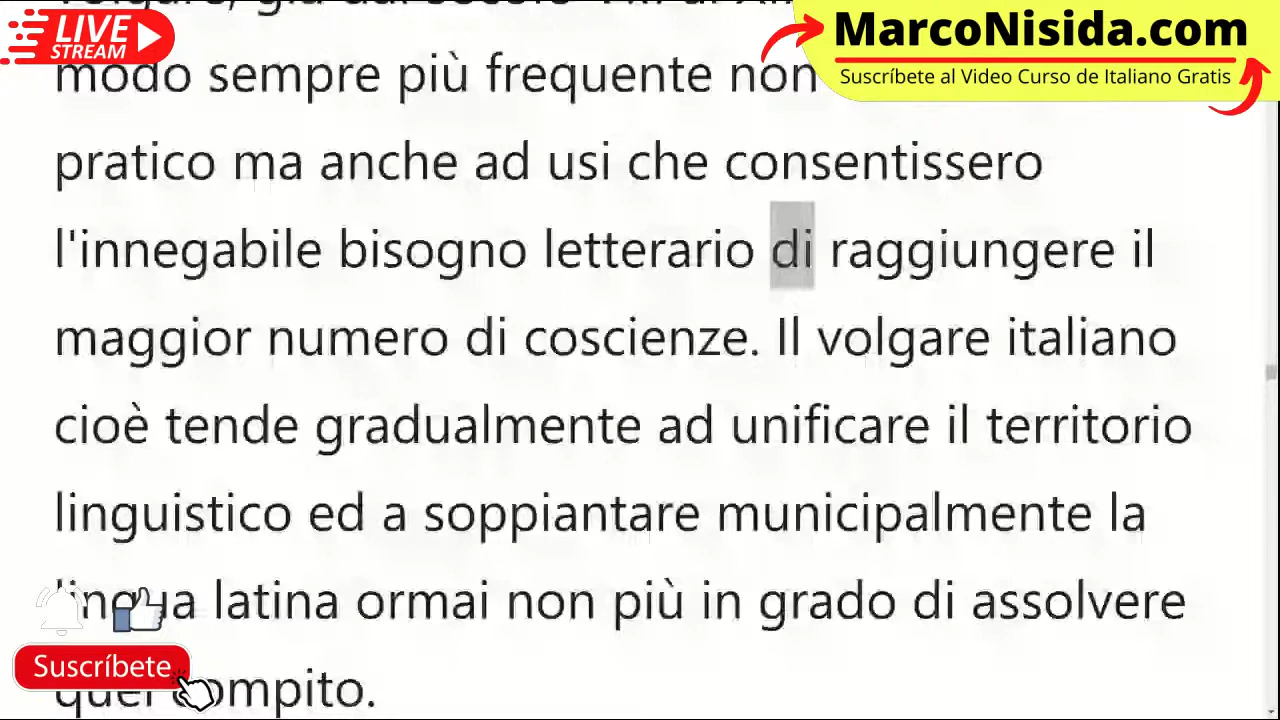 LIVE
STREAM
MarcoNisida.com
Suscríbete al Video Curso de Italiano Gratis
modo sempre più frequente non
pratico ma anche ad usi che consentissero
l'innegabile bisogno letterario di raggiungere il
maggior numero di coscienze. Il volgare italiano
cioè tende gradualmente ad unificare il territorio
linguistico ed a soppiantare municipalmente la
lingua latina ormai non più in grado di assolvere
quel compito.
Suscríbete